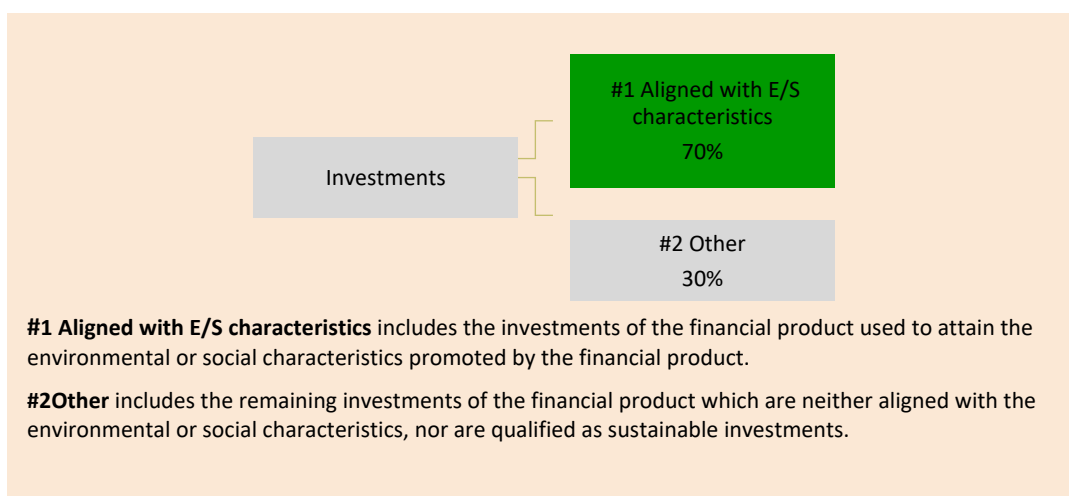 #1 Aligned with E/S
characteristics
70%
Investments
#2 Other
30%
#1 Aligned with E/S characteristics includes the investments of the financial product used to attain the
environmental or social characteristics promoted by the financial product.
#2Other includes the remaining investments of the financial product which are neither aligned with the
environmental or social characteristics, nor are qualified as sustainable investments.